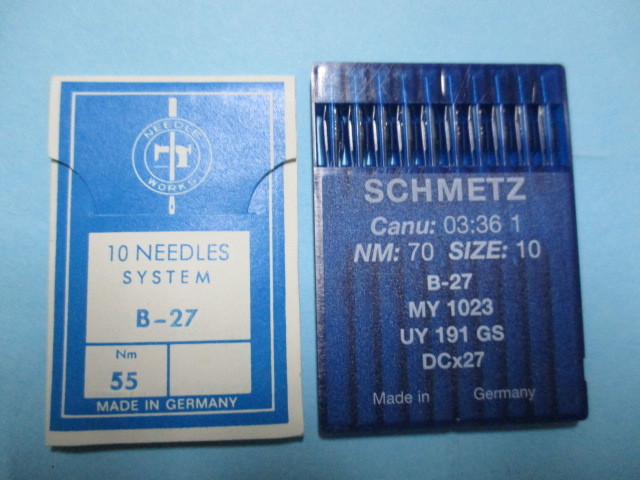 NEEDLE
WORKS
10 NEEDLES
SYSTEM
B-27
Nm
55
MADE IN GERMANY
SCHMETZ
Canu: 03:36 1
NM: 70 SIZE: 10
B-27
MY 1023
UY 191 GS
DCx27
Made in Germany